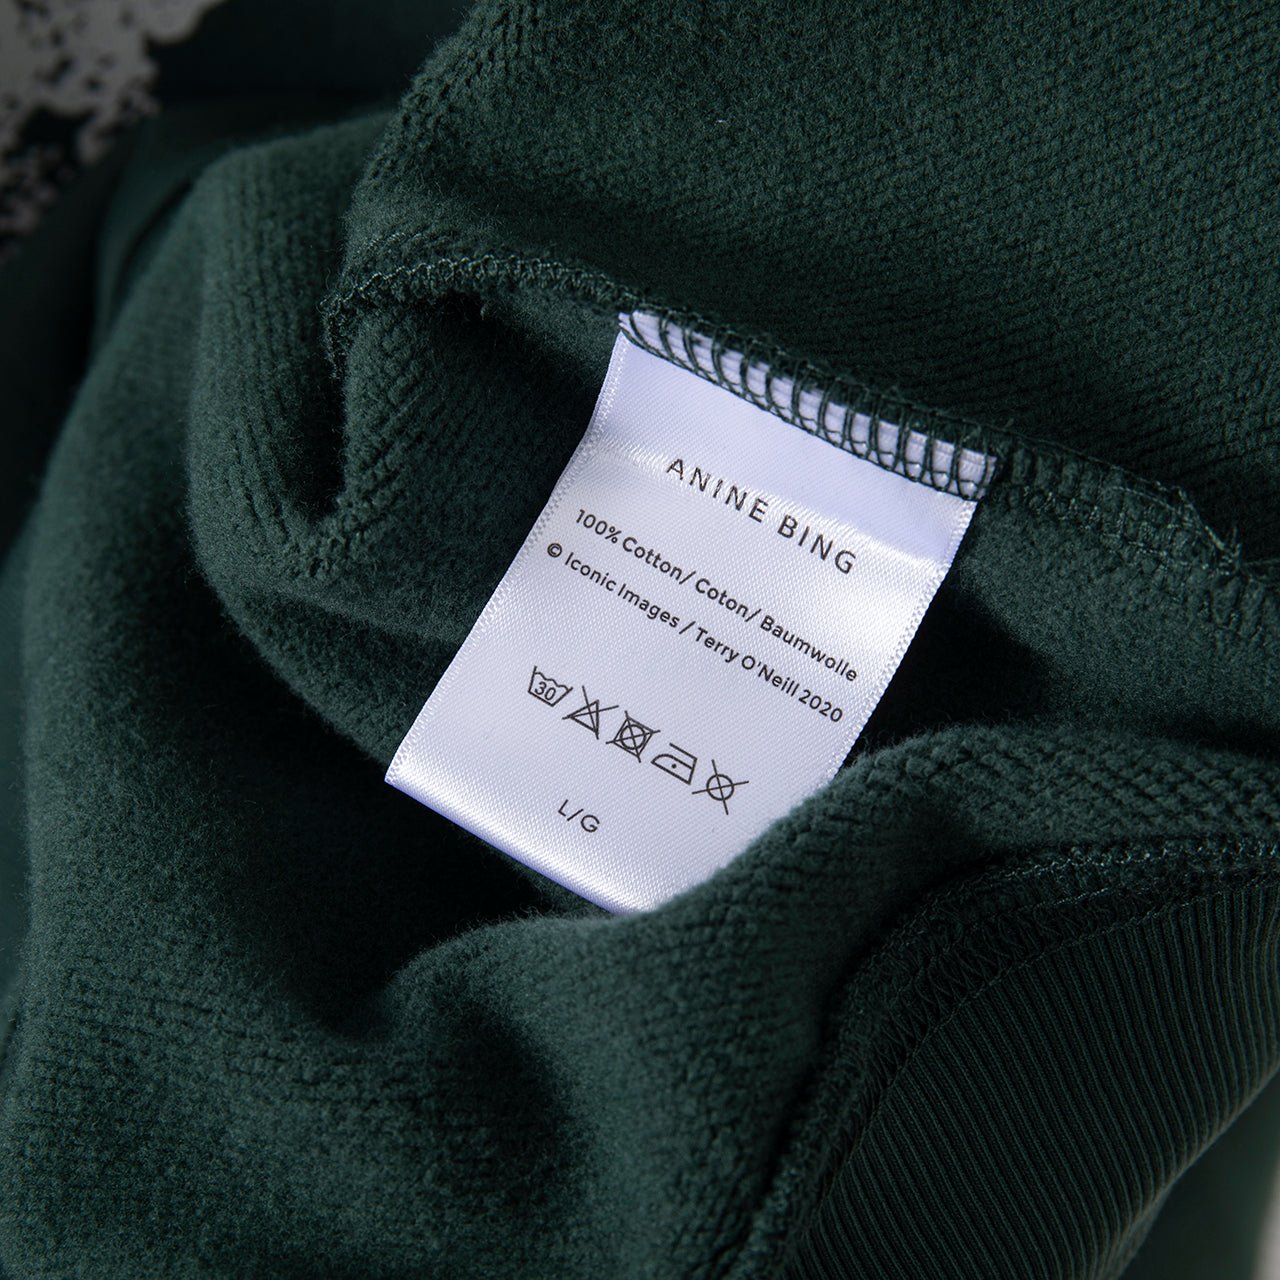 ANINE BING
100% Cotton/ Coton/ Baumwolle
© Iconic Images / Terry O'Neill 2020
30
L/G